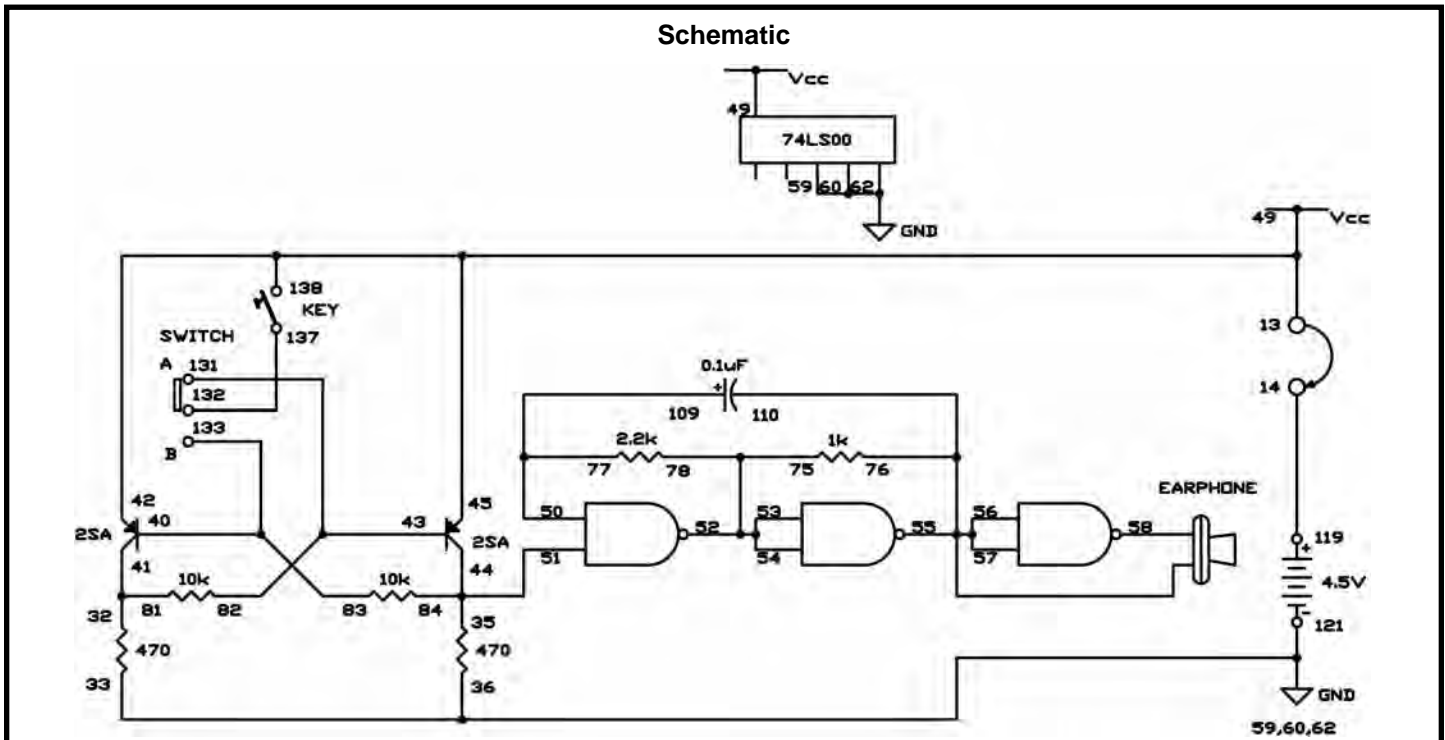 Schematic
Vcc
49
74LS00
59 60 62
GND
49 Vcc
138
KEY
137
13
SWITCH
A 131
132
14
0.1uF
+
109 110
133
B
2.2k 1k
77 78 75 76
EARPHONE
42 45
40 43 50 53 56
2SA 2SA 52 55 58
41 44 51 54 57
119
+
10k 10k
4.5V
81 82 83 84
-
32 35 121
470 470
33 36
GND
59,60,62